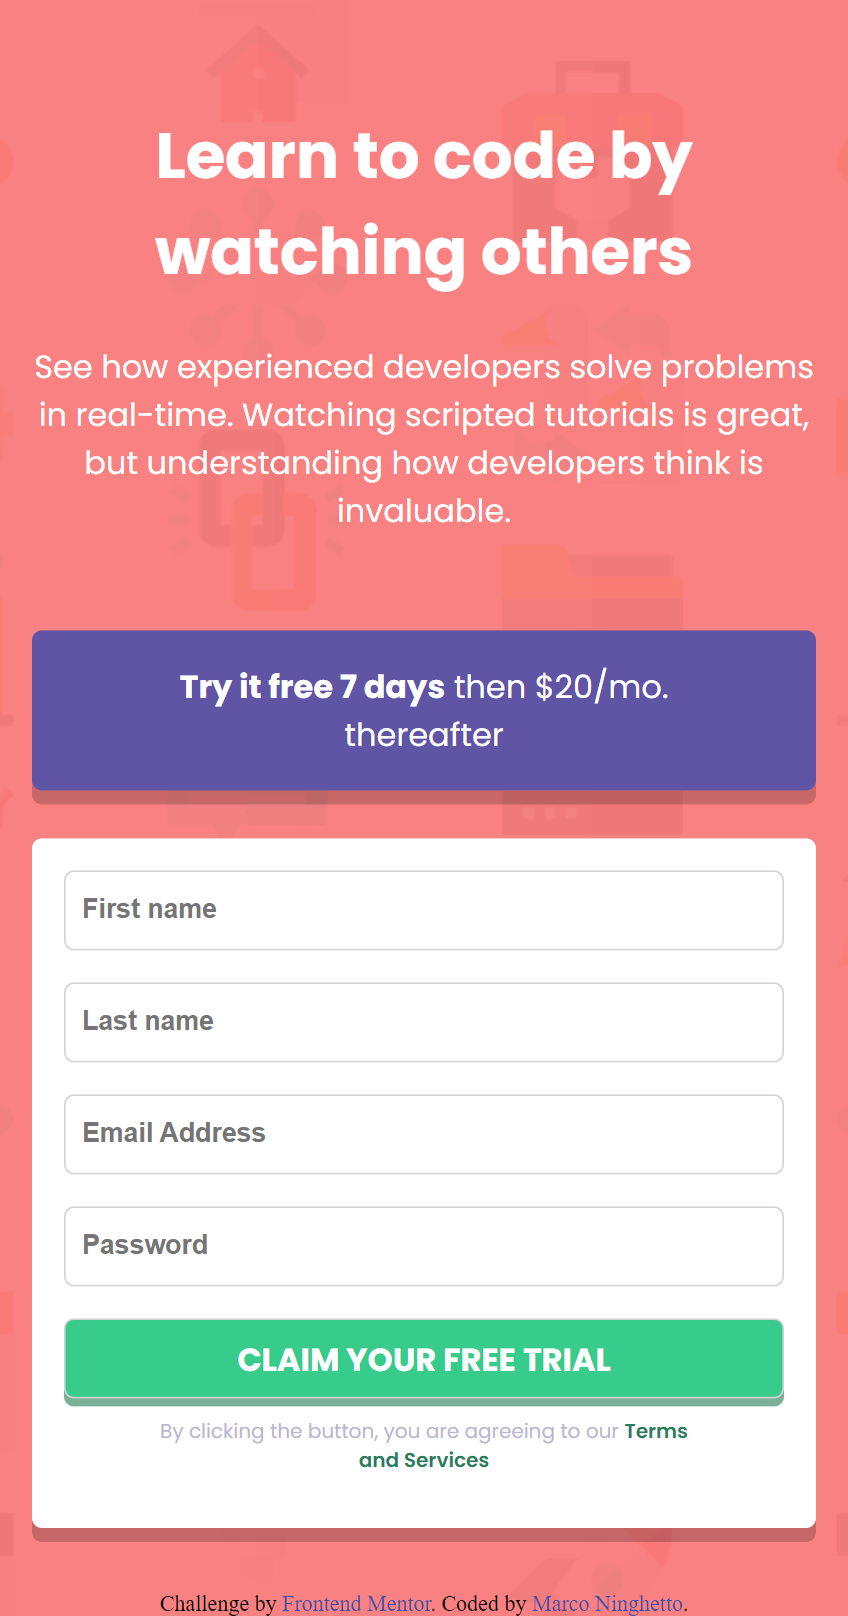 Learn to code by
watching others
See how experienced developers solve problems
in real-time. Watching scripted tutorials is great,
but understanding how developers think is
invaluable.
Try it free 7 days then $20/mo.
thereafter
First name
Last name
Email Address
Password
CLAIM YOUR FREE TRIAL
By clicking the button, you are agreeing to our Terms
and Services
Challenge by Frontend Mentor. Coded by Marco Ninghetto.